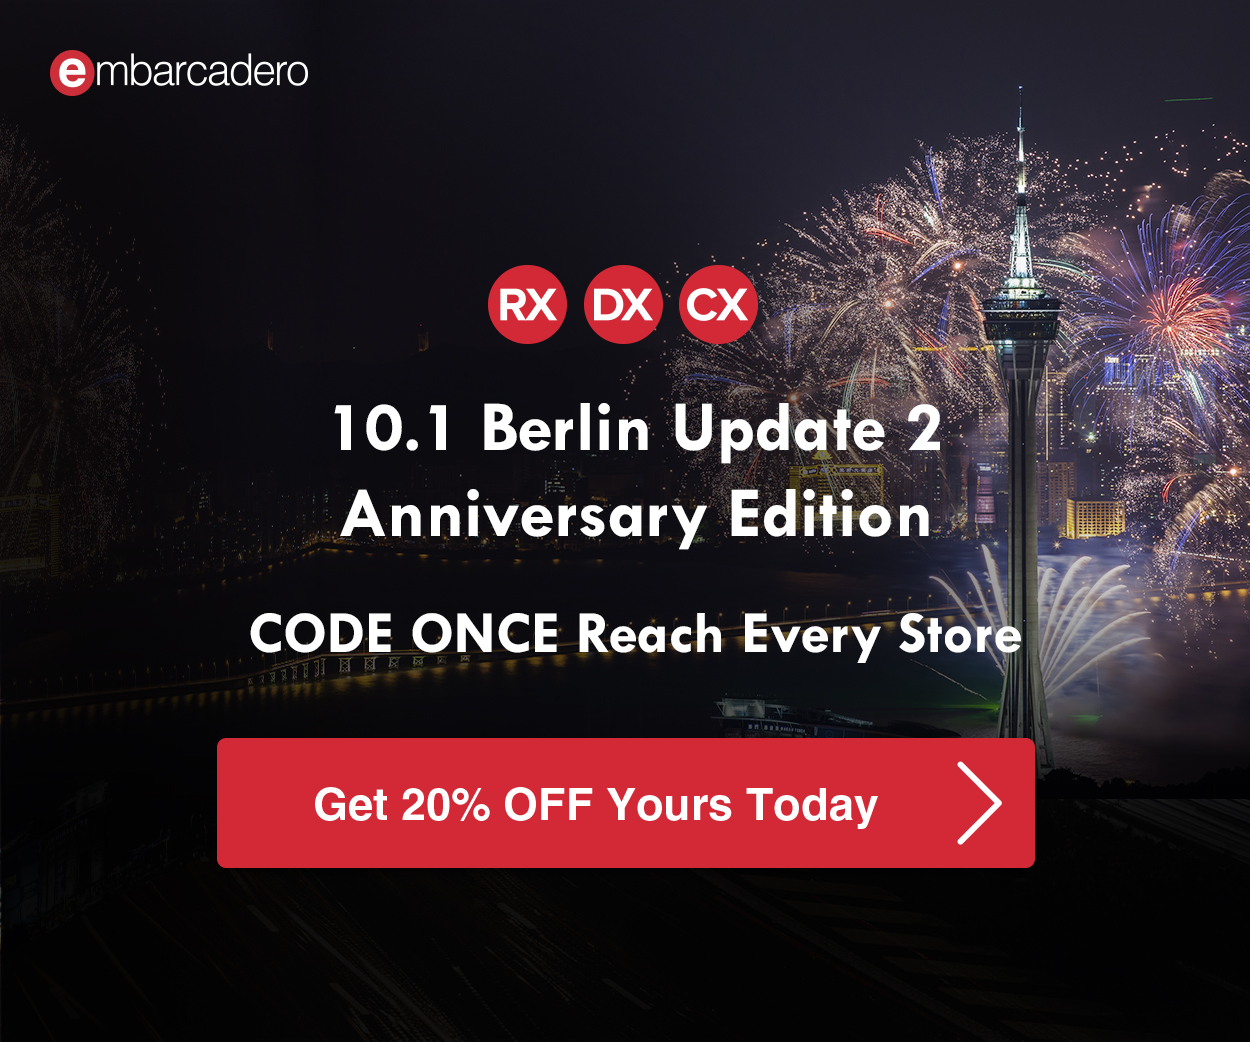 embarcadero
RX DX CX
10.1 Berlin Update 2
Anniversary Edition
CODE ONCE Reach Every Store
Get 20% OFF Yours Today